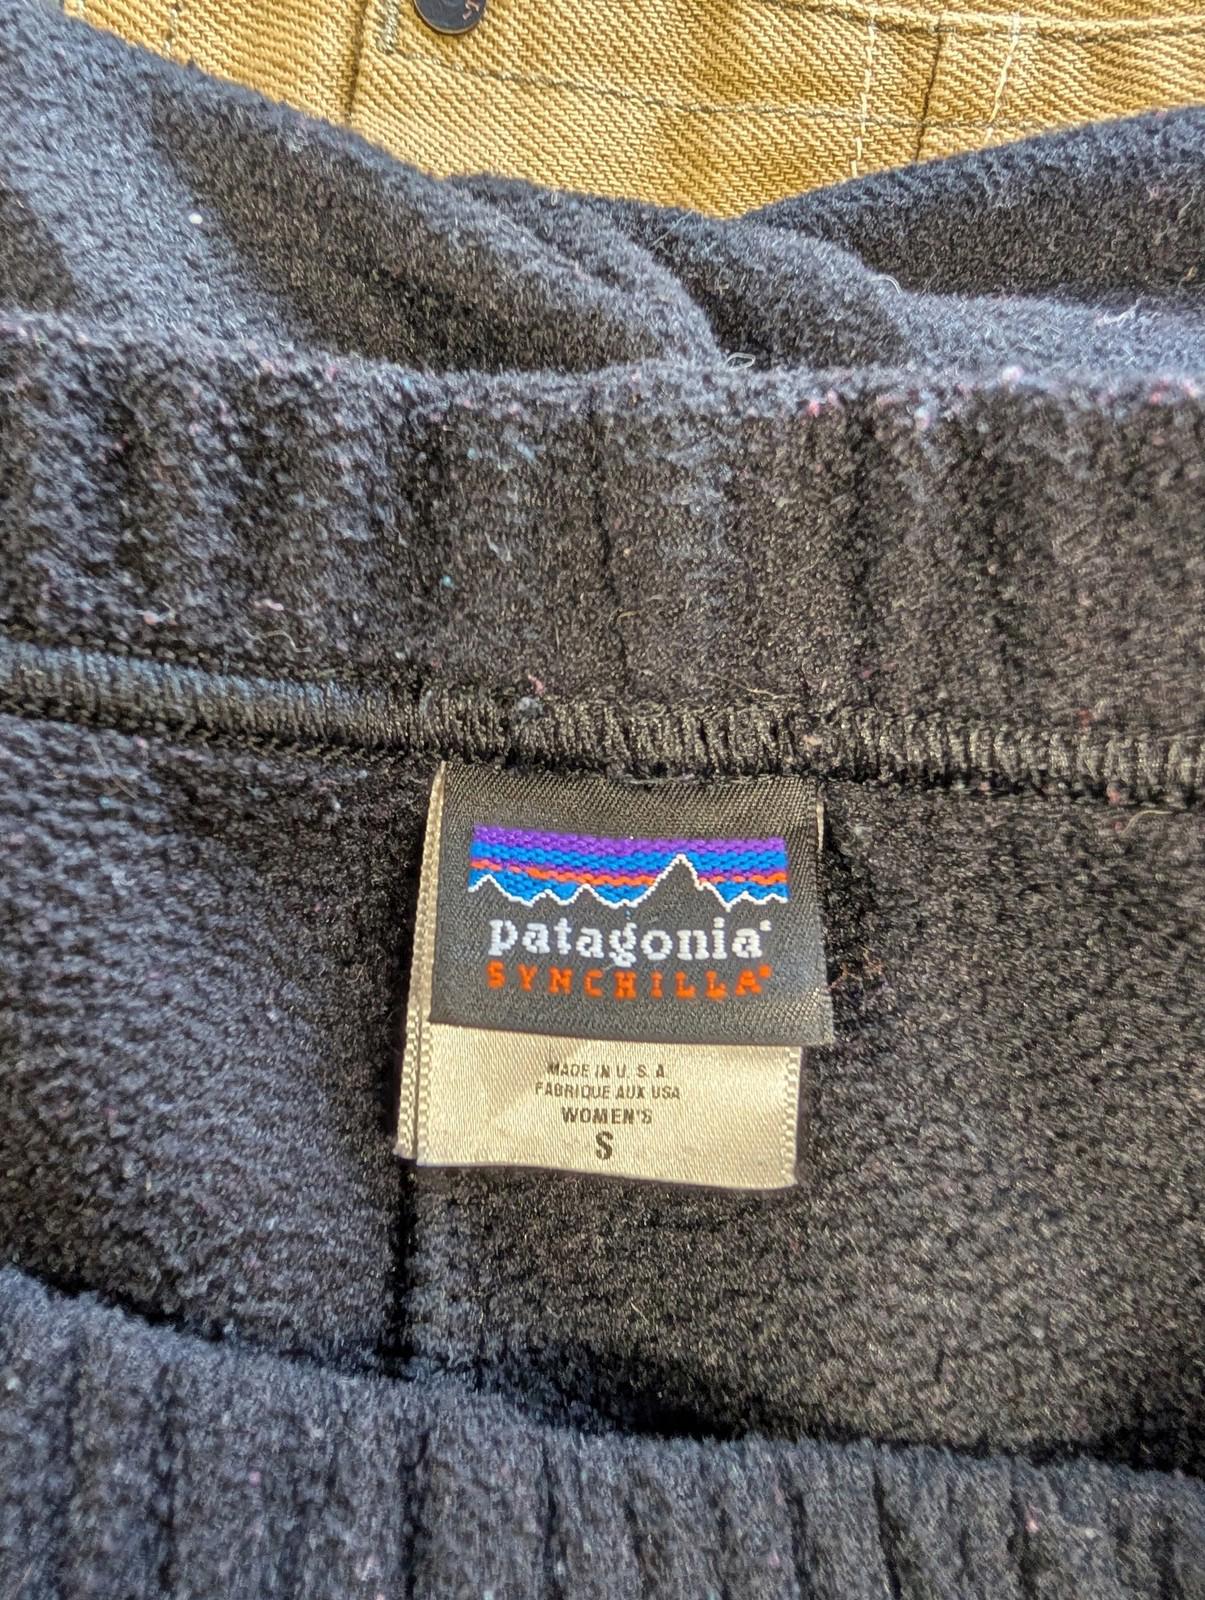 patagonia®
SYNCHILLA®
MADE IN U.S.A.
FABRIQUE AUX USA
WOMEN'S
S